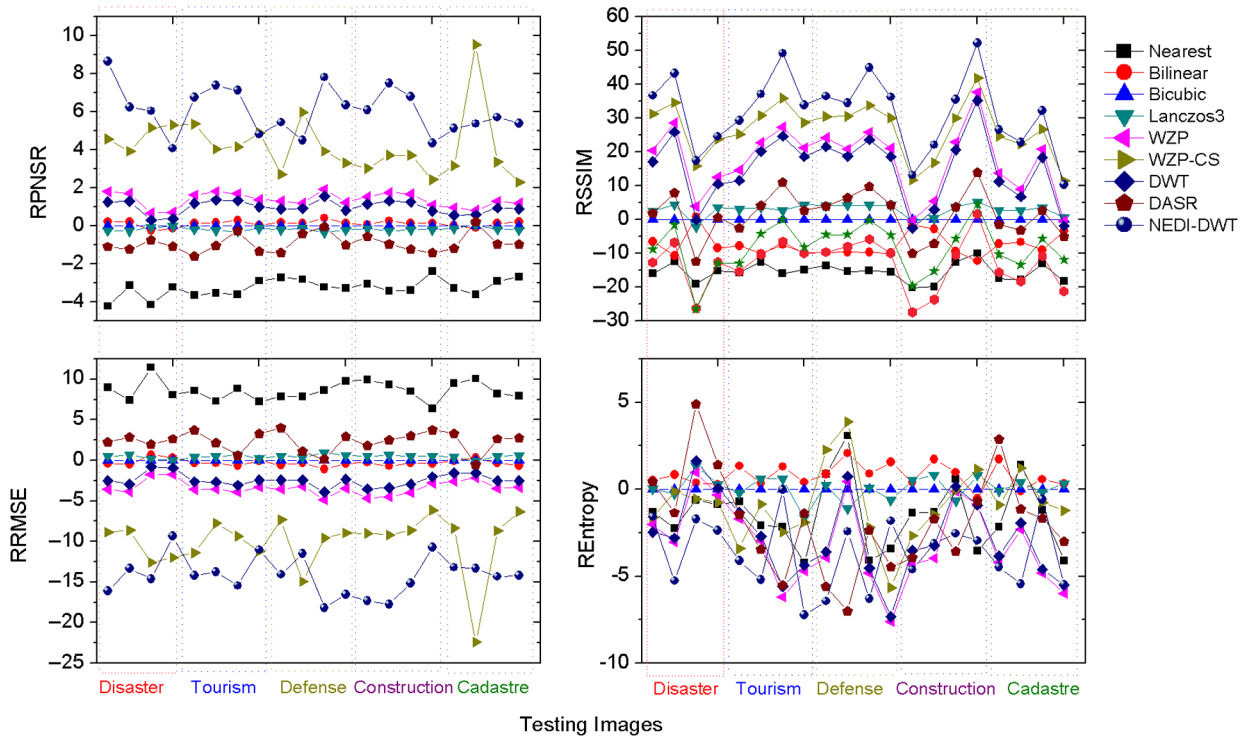 RPNSR
10
8
6
4
2
0
−2
−4
RSSIM
60
50
40
30
20
10
0
−10
−20
−30
Nearest
Bilinear
Bicubic
Lanczos3
WZP
WZP-CS
DWT
DASR
NEDI-DWT
RRMSE
10
5
0
−5
−10
−15
−20
−25
REntropy
5
0
-5
-10
Disaster Tourism Defense Construction Cadastre
Disaster Tourism Defense Construction Cadastre
Testing Images